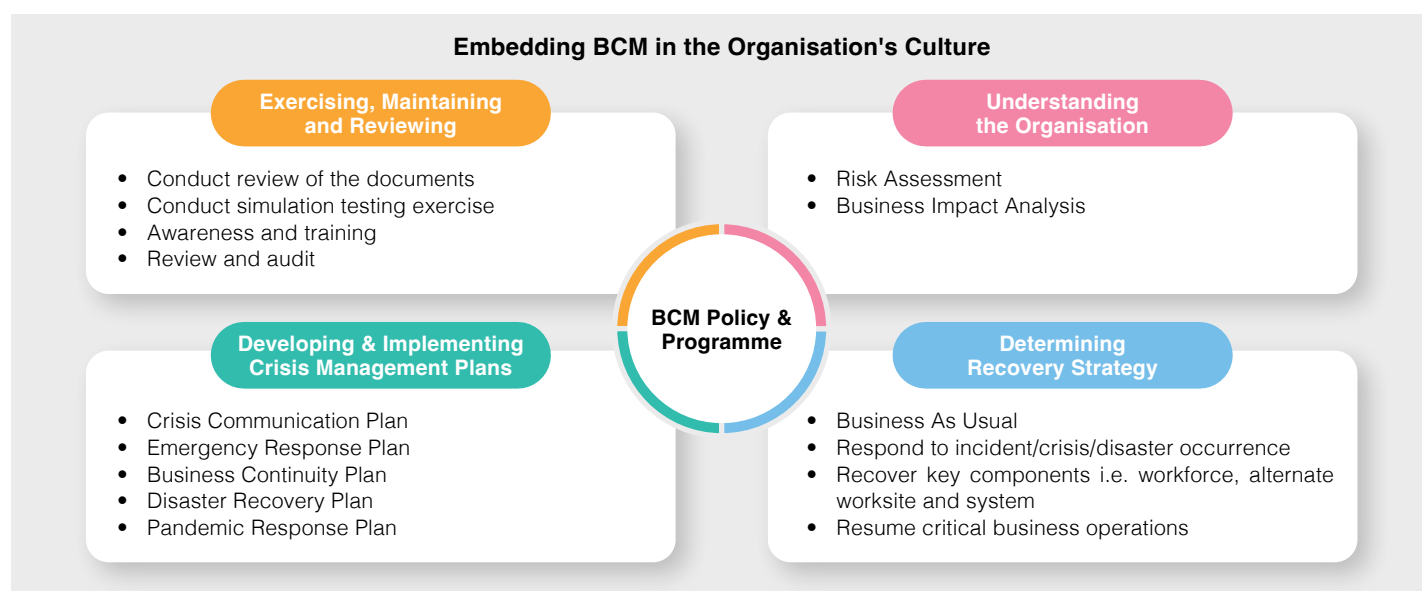 Embedding BCM in the Organisation's Culture
Exercising, Maintaining
and Reviewing
• Conduct review of the documents
• Conduct simulation testing exercise
• Awareness and training
• Review and audit
Understanding
the Organisation
• Risk Assessment
• Business Impact Analysis
BCM Policy &
Programme
Developing & Implementing
Crisis Management Plans
• Crisis Communication Plan
• Emergency Response Plan
• Business Continuity Plan
• Disaster Recovery Plan
• Pandemic Response Plan
Determining
Recovery Strategy
• Business As Usual
• Respond to incident/crisis/disaster occurrence
• Recover key components i.e. workforce, alternate
worksite and system
• Resume critical business operations